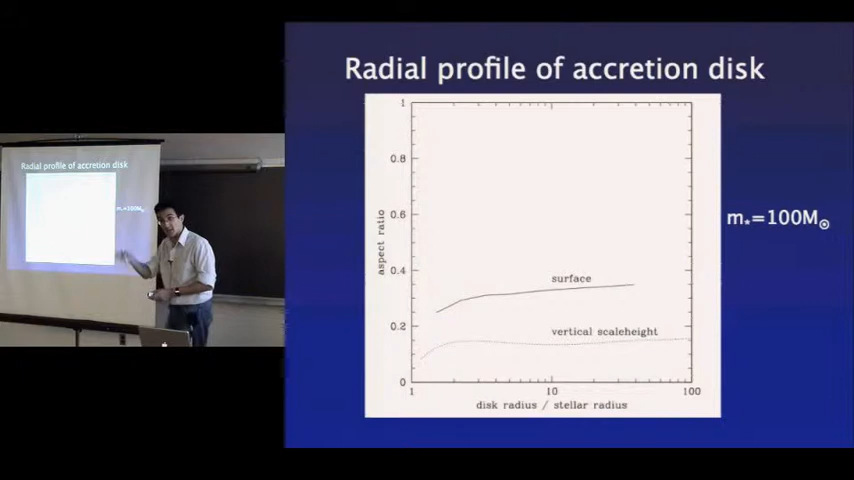 Radial profile of accretion disk
1
0.8
0.6
0.4
0.2
0
aspect ratio
surface
vertical scaleheight
1
10
100
disk radius / stellar radius
m*=100M⊙
Radial profile of accretion disk
m*=100M⊙